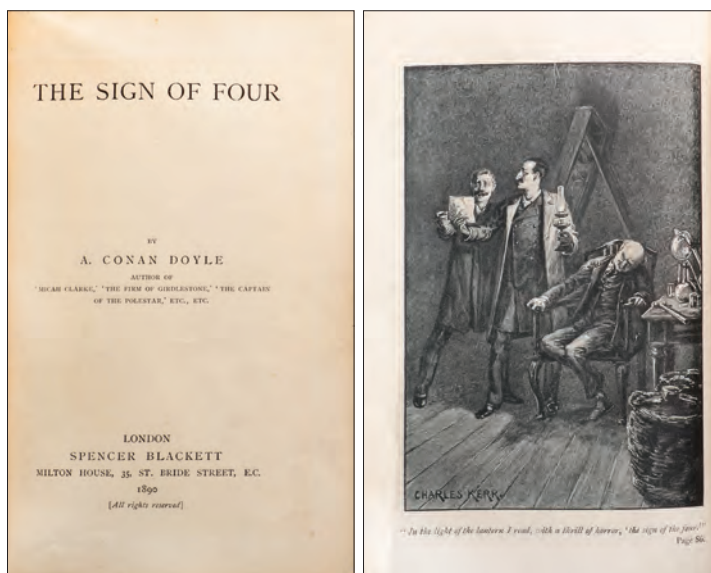 THE SIGN OF FOUR
BY
A. CONAN DOYLE
AUTHOR OF
'MICAH CLARKE,' 'THE FIRM OF GIRDLESTONE,' 'THE CAPTAIN
OF THE POLESTAR,' ETC., ETC.
LONDON
SPENCER BLACKETT
MILTON HOUSE, 35, ST. BRIDE STREET, E.C.
1890
[All rights reserved]
CHARLES KERR.
"In the light of the lantern I read, with a thrill of horror, 'the sign of the four.'"
Page 86.